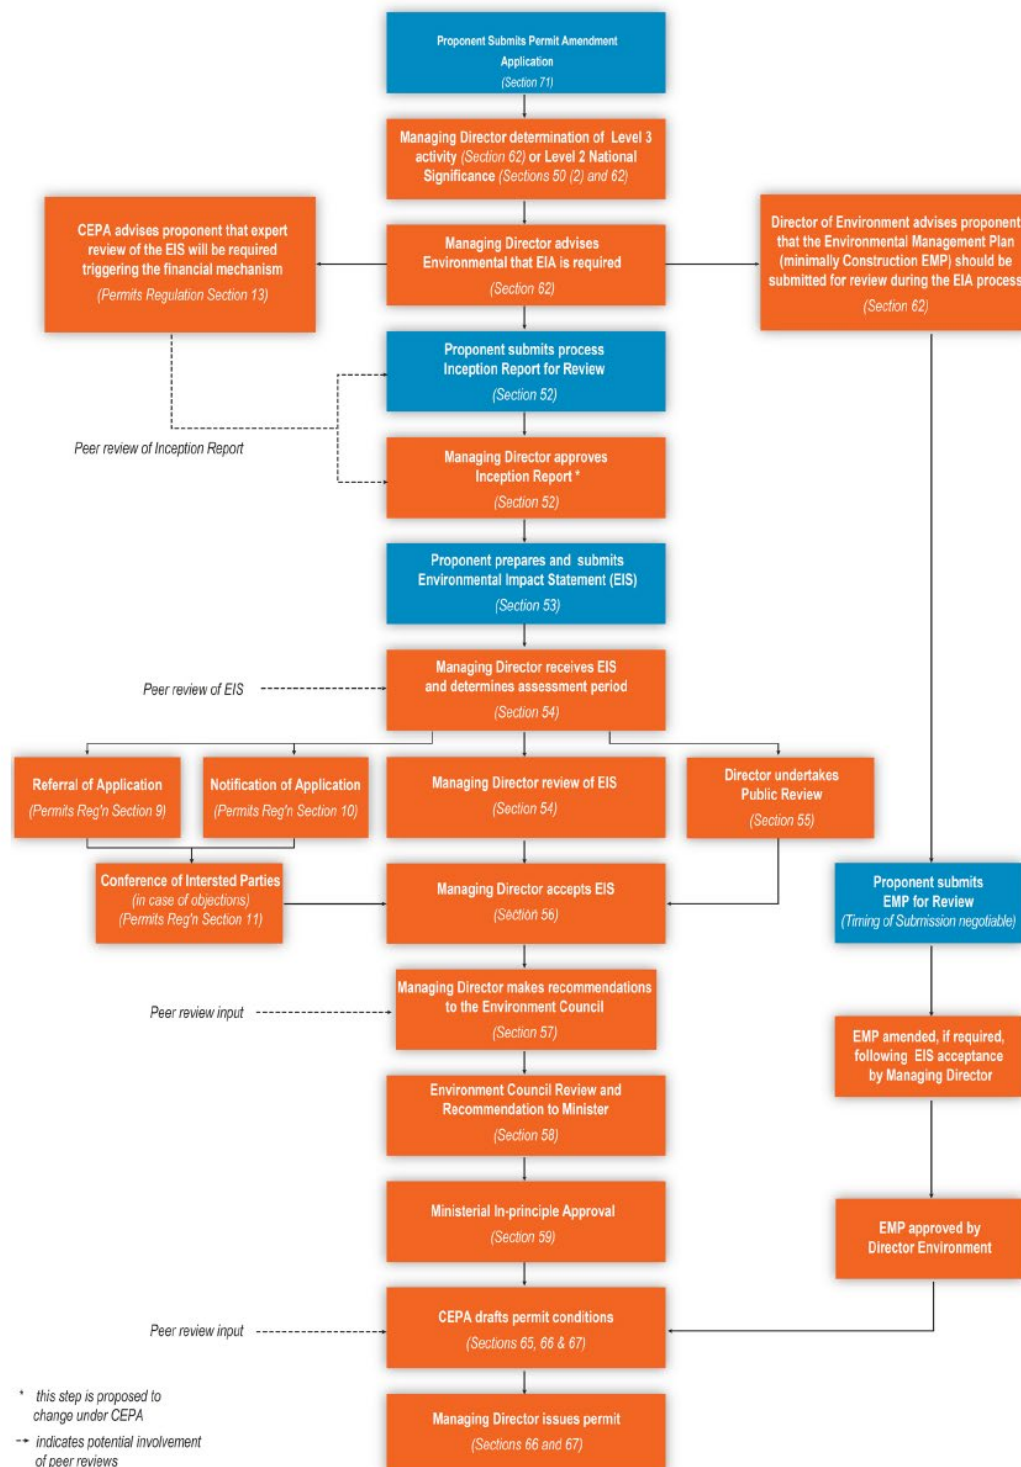 Proponent Submits Permit Amendment
Application
(Section 71)
Managing Director determination of Level 3
activity (Section 62) or Level 2 National
Significance (Sections 50 (2) and 62)
CEPA advises proponent that expert
review of the EIS will be required
triggering the financial mechanism
(Permits Regulation Section 13)
Managing Director advises
Environmental that EIA is required
(Section 62)
Director of Environment advises proponent
that the Environmental Management Plan
(minimally Construction EMP) should be
submitted for review during the EIA process
(Section 62)
Proponent submits process
Inception Report for Review
(Section 52)
Peer review of Inception Report
Managing Director approves
Inception Report *
(Section 52)
Proponent prepares and submits
Environmental Impact Statement (EIS)
(Section 53)
Peer review of EIS
Managing Director receives EIS
and determines assessment period
(Section 54)
Referral of Application
(Permits Reg'n Section 9)
Notification of Application
(Permits Reg'n Section 10)
Managing Director review of EIS
(Section 54)
Director undertakes
Public Review
(Section 55)
Conference of Intersted Parties
(in case of objections)
(Permits Reg'n Section 11)
Managing Director accepts EIS
(Section 56)
Proponent submits
EMP for Review
(Timing of Submission negotiable)
Peer review input
Managing Director makes recommendations
to the Environment Council
(Section 57)
EMP amended, if required,
following EIS acceptance
by Managing Director
Environment Council Review and
Recommendation to Minister
(Section 58)
Ministerial In-principle Approval
(Section 59)
EMP approved by
Director Environment
Peer review input
CEPA drafts permit conditions
(Sections 65, 66 & 67)
Managing Director issues permit
(Sections 66 and 67)
* this step is proposed to
change under CEPA
--→ indicates potential involvement
of peer reviews